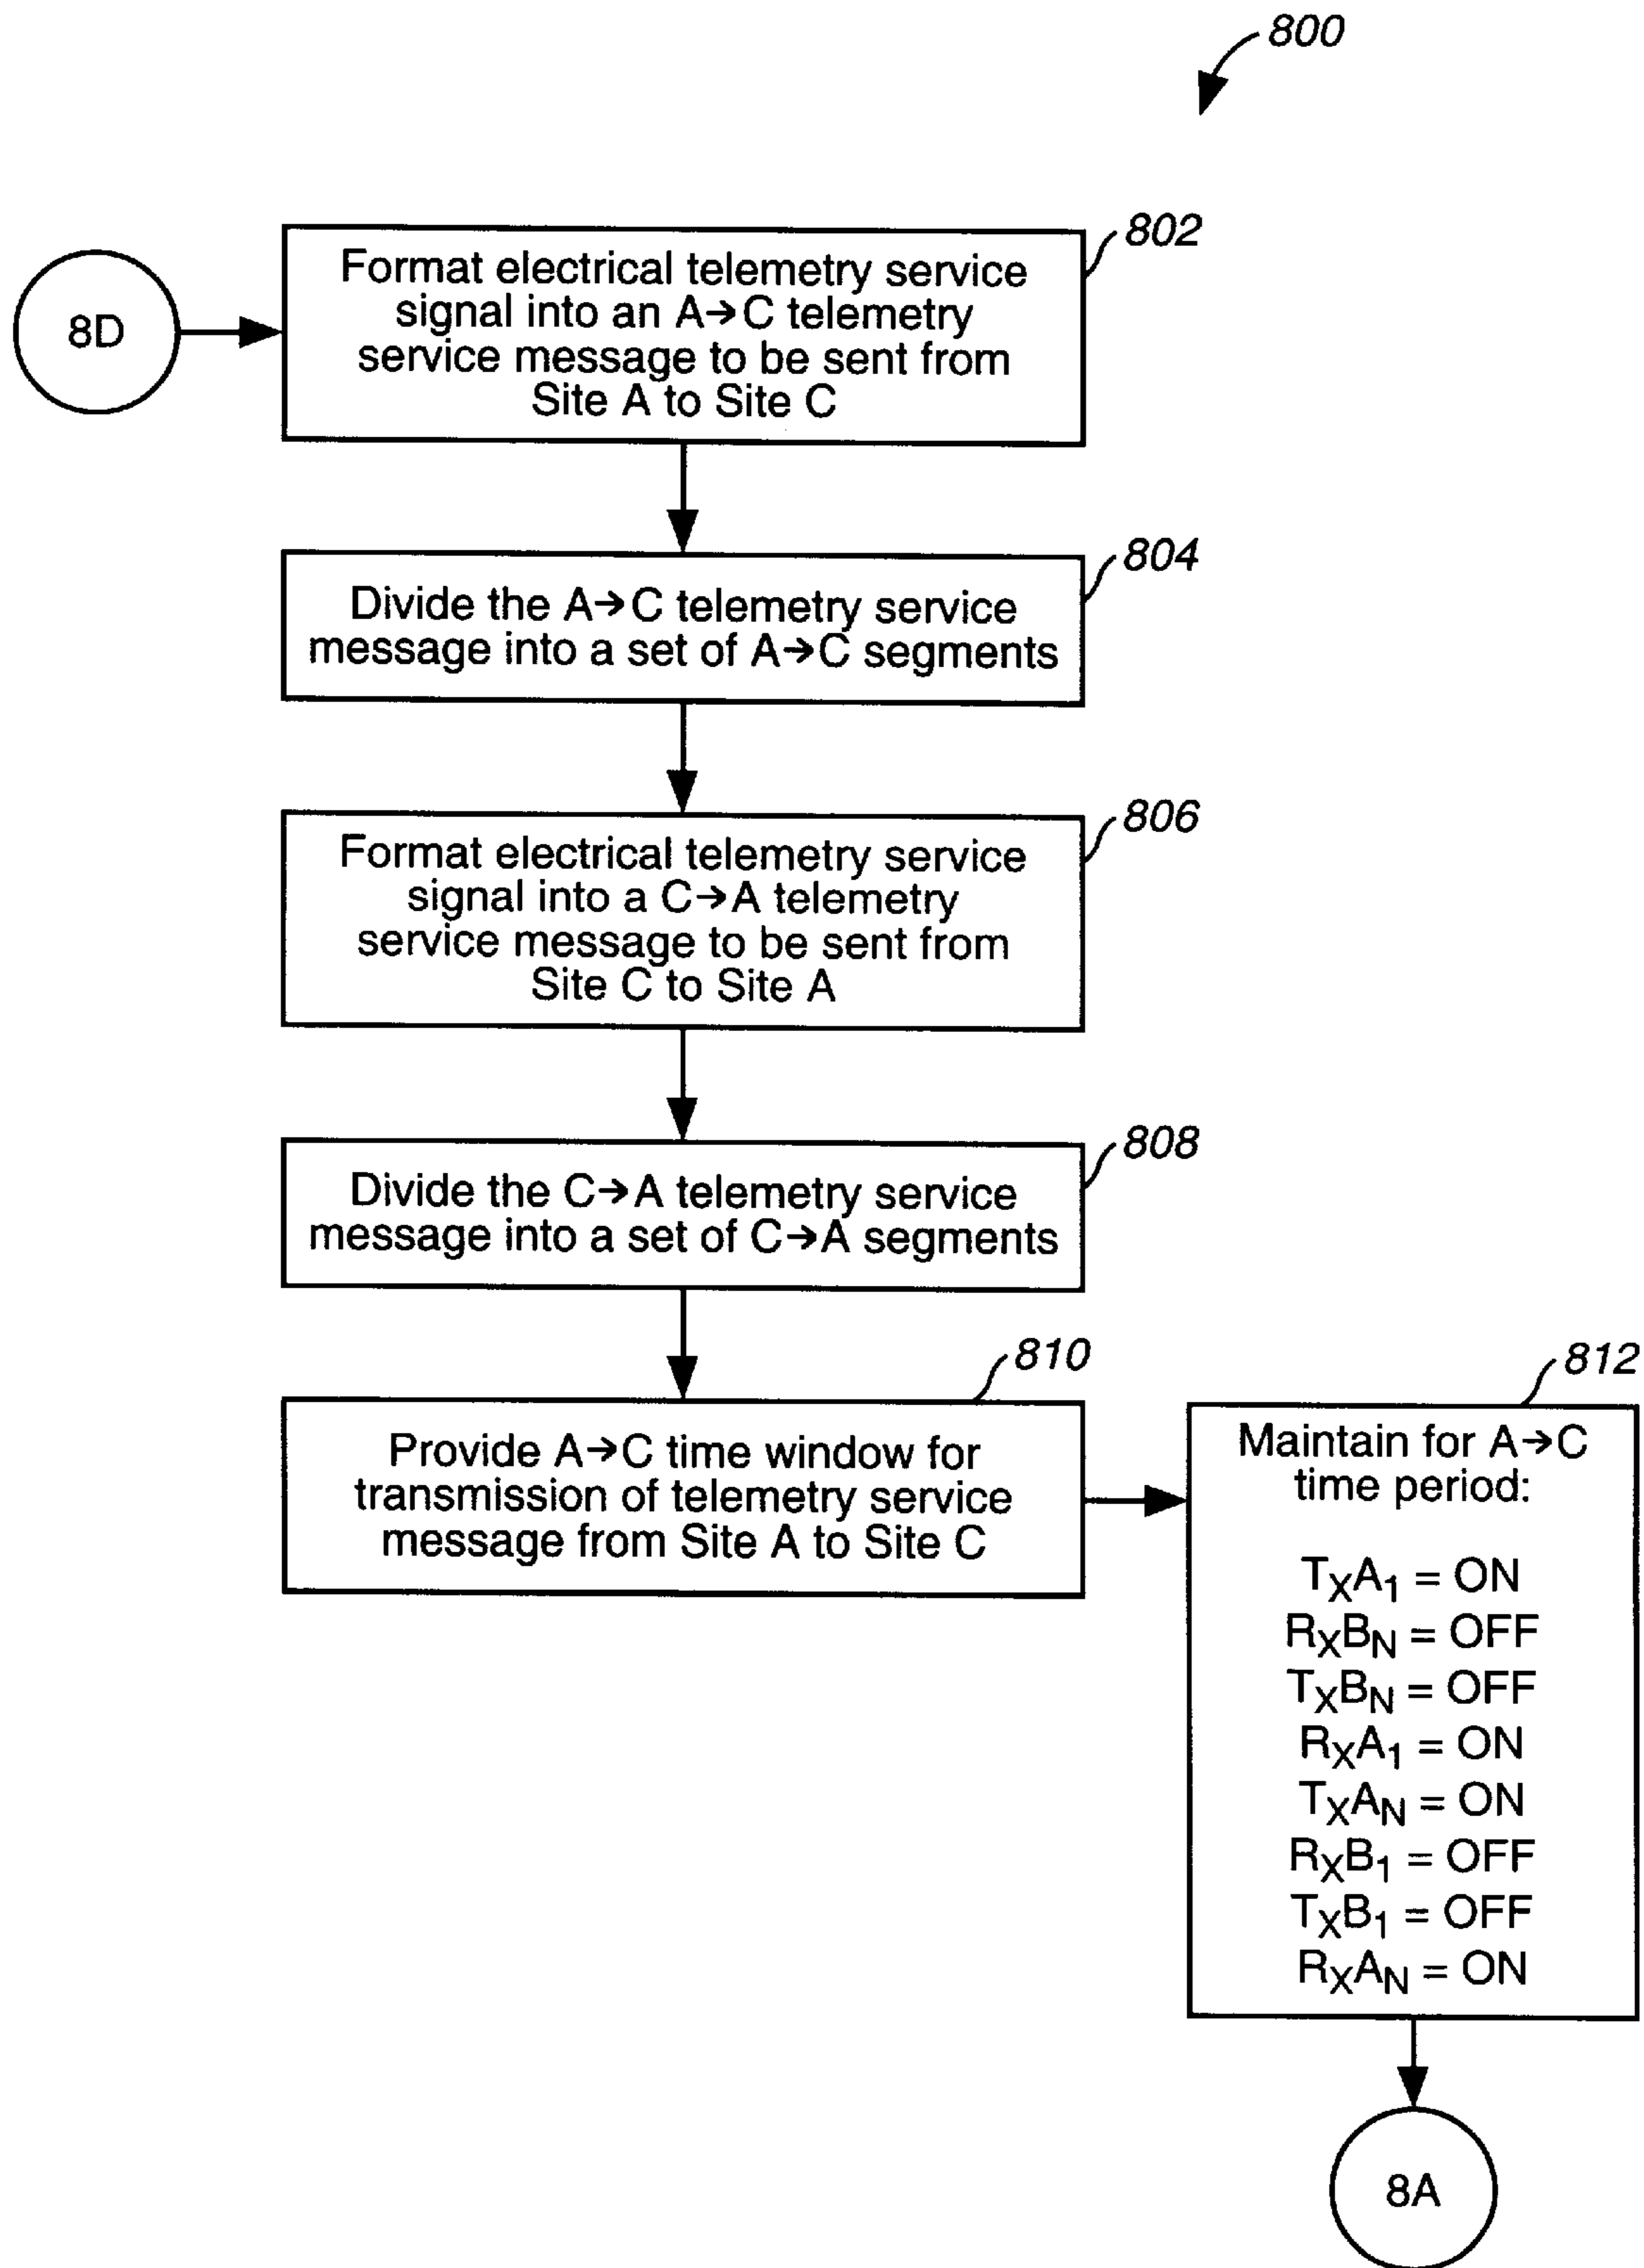 800
802
8D
Format electrical telemetry service
signal into an A→C telemetry
service message to be sent from
Site A to Site C
804
Divide the A→C telemetry service
message into a set of A→C segments
806
Format electrical telemetry service
signal into a C→A telemetry
service message to be sent from
Site C to Site A
808
Divide the C→A telemetry service
message into a set of C→A segments
810
Provide A→C time window for
transmission of telemetry service
message from Site A to Site C
812
Maintain for A→C
time period:
TXA1 = ON
RXBN = OFF
TXBN = OFF
RXA1 = ON
TXAN = ON
RXB1 = OFF
TXB1 = OFF
RXAN = ON
8A